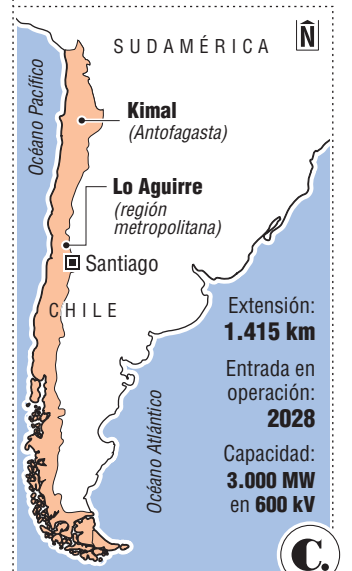 SUDAMÉRICA
N
Océano Pacífico
Kimal
(Antofagasta)
Lo Aguirre
(región
metropolitana)
Santiago
CHILE
Extensión:
1.415 km
Entrada en
operación:
2028
Océano Atlántico
Capacidad:
3.000 MW
en 600 kV
C.